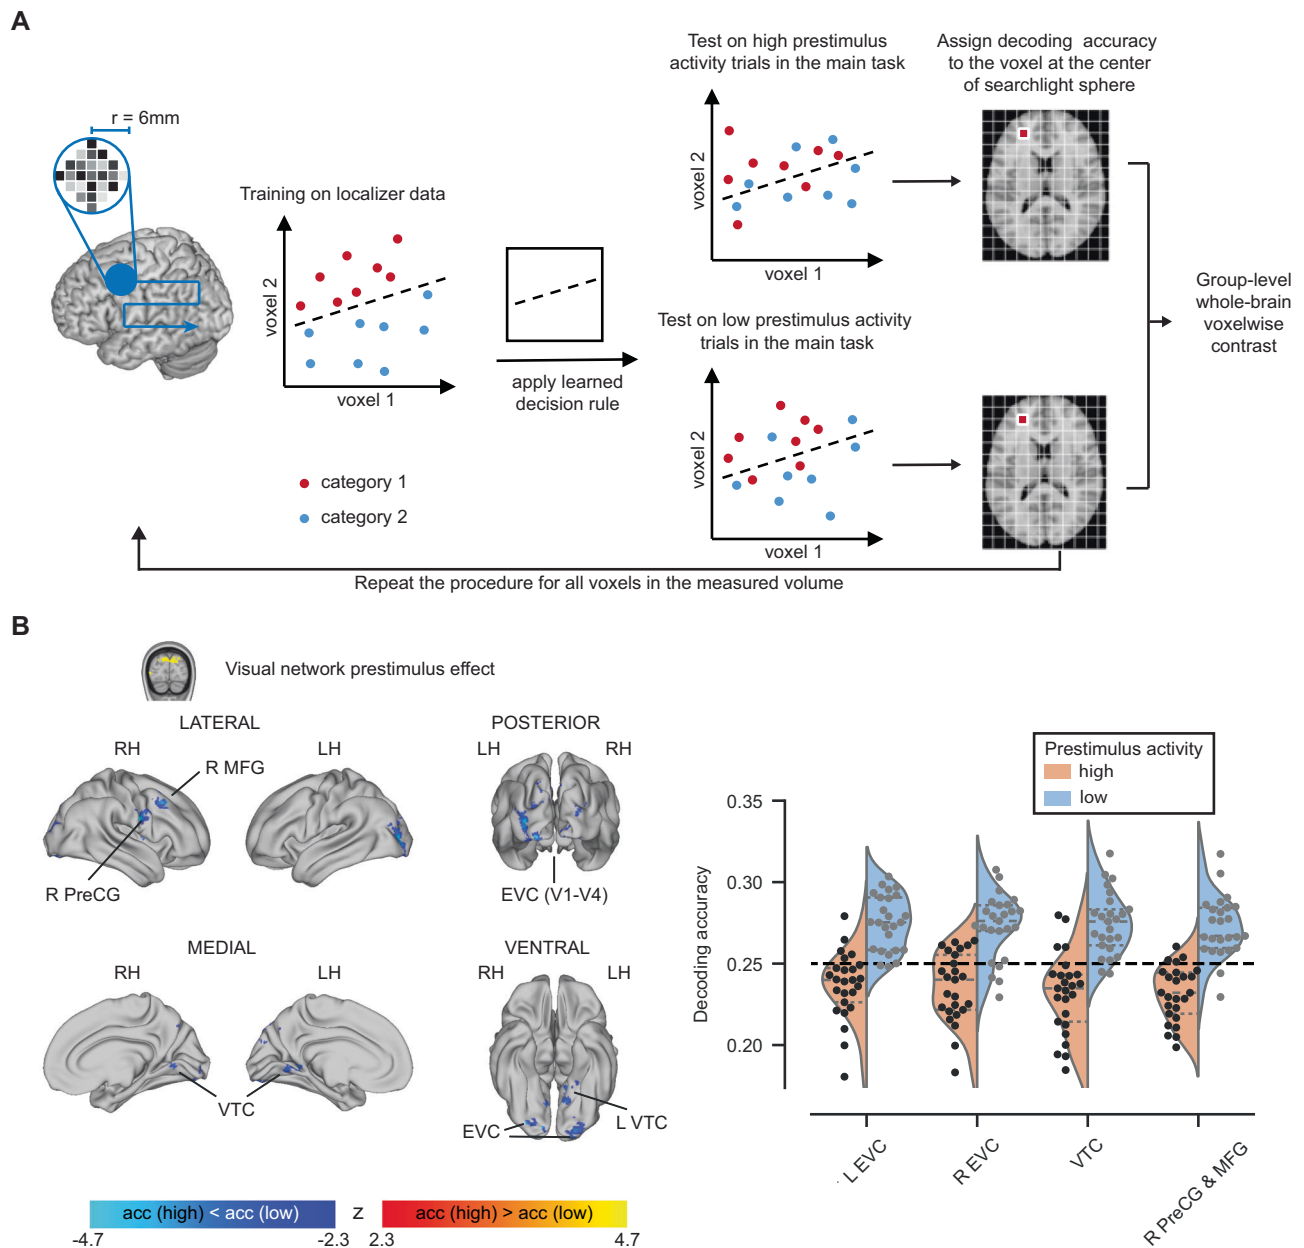 A
r = 6mm
Training on localizer data
voxel 2
voxel 1
category 1
category 2
apply learned
decision rule
Test on high prestimulus
activity trials in the main task
voxel 2
voxel 1
Test on low prestimulus activity
trials in the main task
voxel 2
voxel 1
Assign decoding accuracy
to the voxel at the center
of searchlight sphere
Group-level
whole-brain
voxelwise
contrast
Repeat the procedure for all voxels in the measured volume
B
Visual network prestimulus effect
LATERAL
RH
LH
R MFG
R PreCG
POSTERIOR
LH
RH
EVC (V1-V4)
MEDIAL
RH
LH
VTC
VENTRAL
RH
LH
EVC
L VTC
acc (high) < acc (low)
z
acc (high) > acc (low)
-4.7
-2.3
2.3
4.7
Prestimulus activity
high
low
Decoding accuracy
0.35
0.30
0.25
0.20
L EVC
R EVC
VTC
R PreCG & MFG